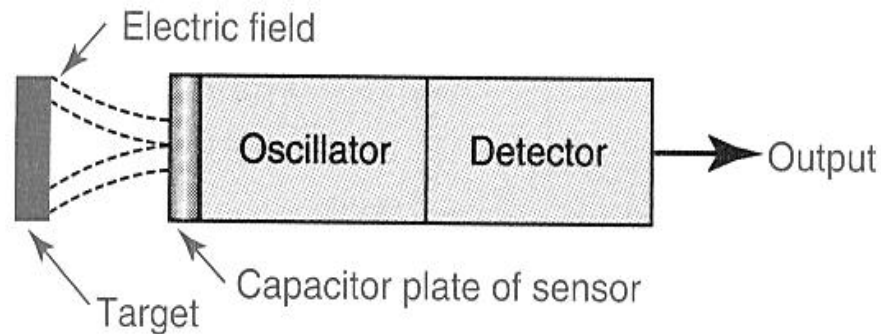 Electric field
Oscillator
Detector
Output
Capacitor plate of sensor
Target